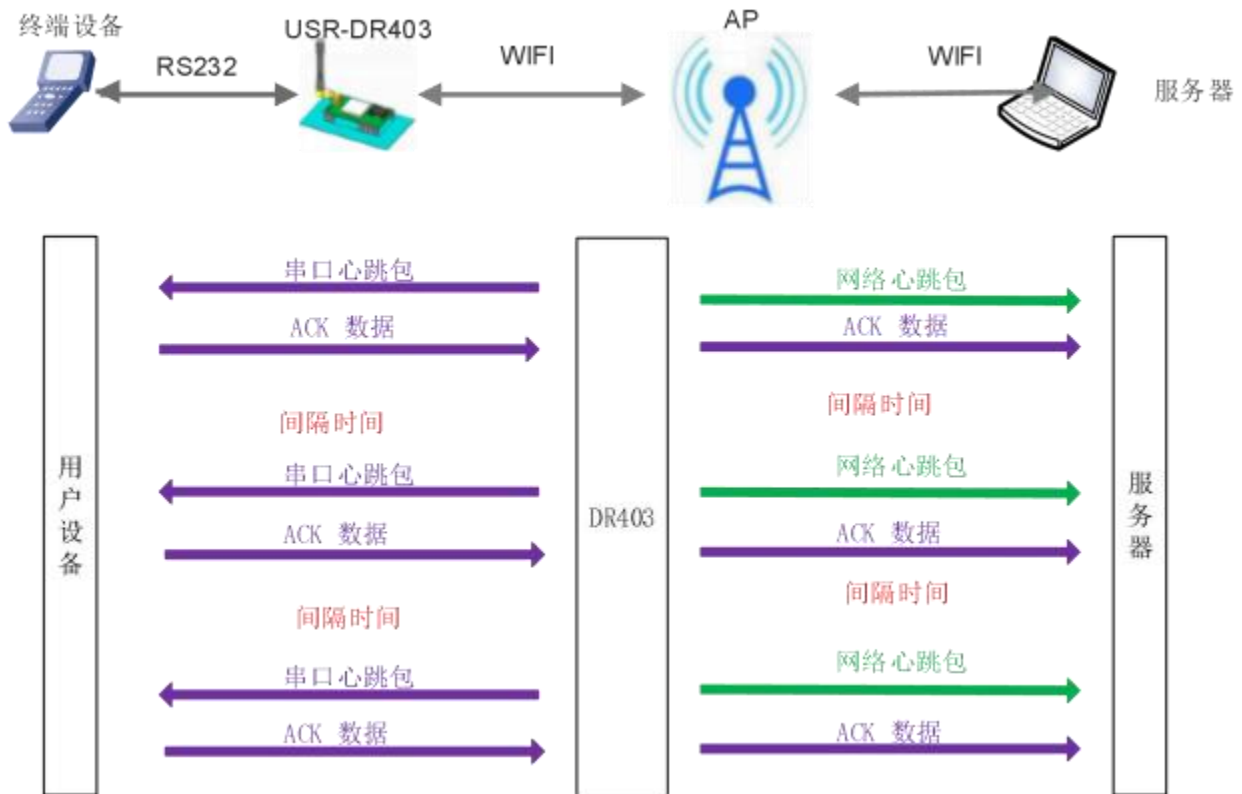 终端设备
USR-DR403
AP
RS232
WIFI
WIFI
服务器
串口心跳包
网络心跳包
ACK 数据
ACK 数据
间隔时间
间隔时间
串口心跳包
网络心跳包
ACK 数据
ACK 数据
间隔时间
间隔时间
串口心跳包
网络心跳包
ACK 数据
ACK 数据
用户设备
DR403
服务器